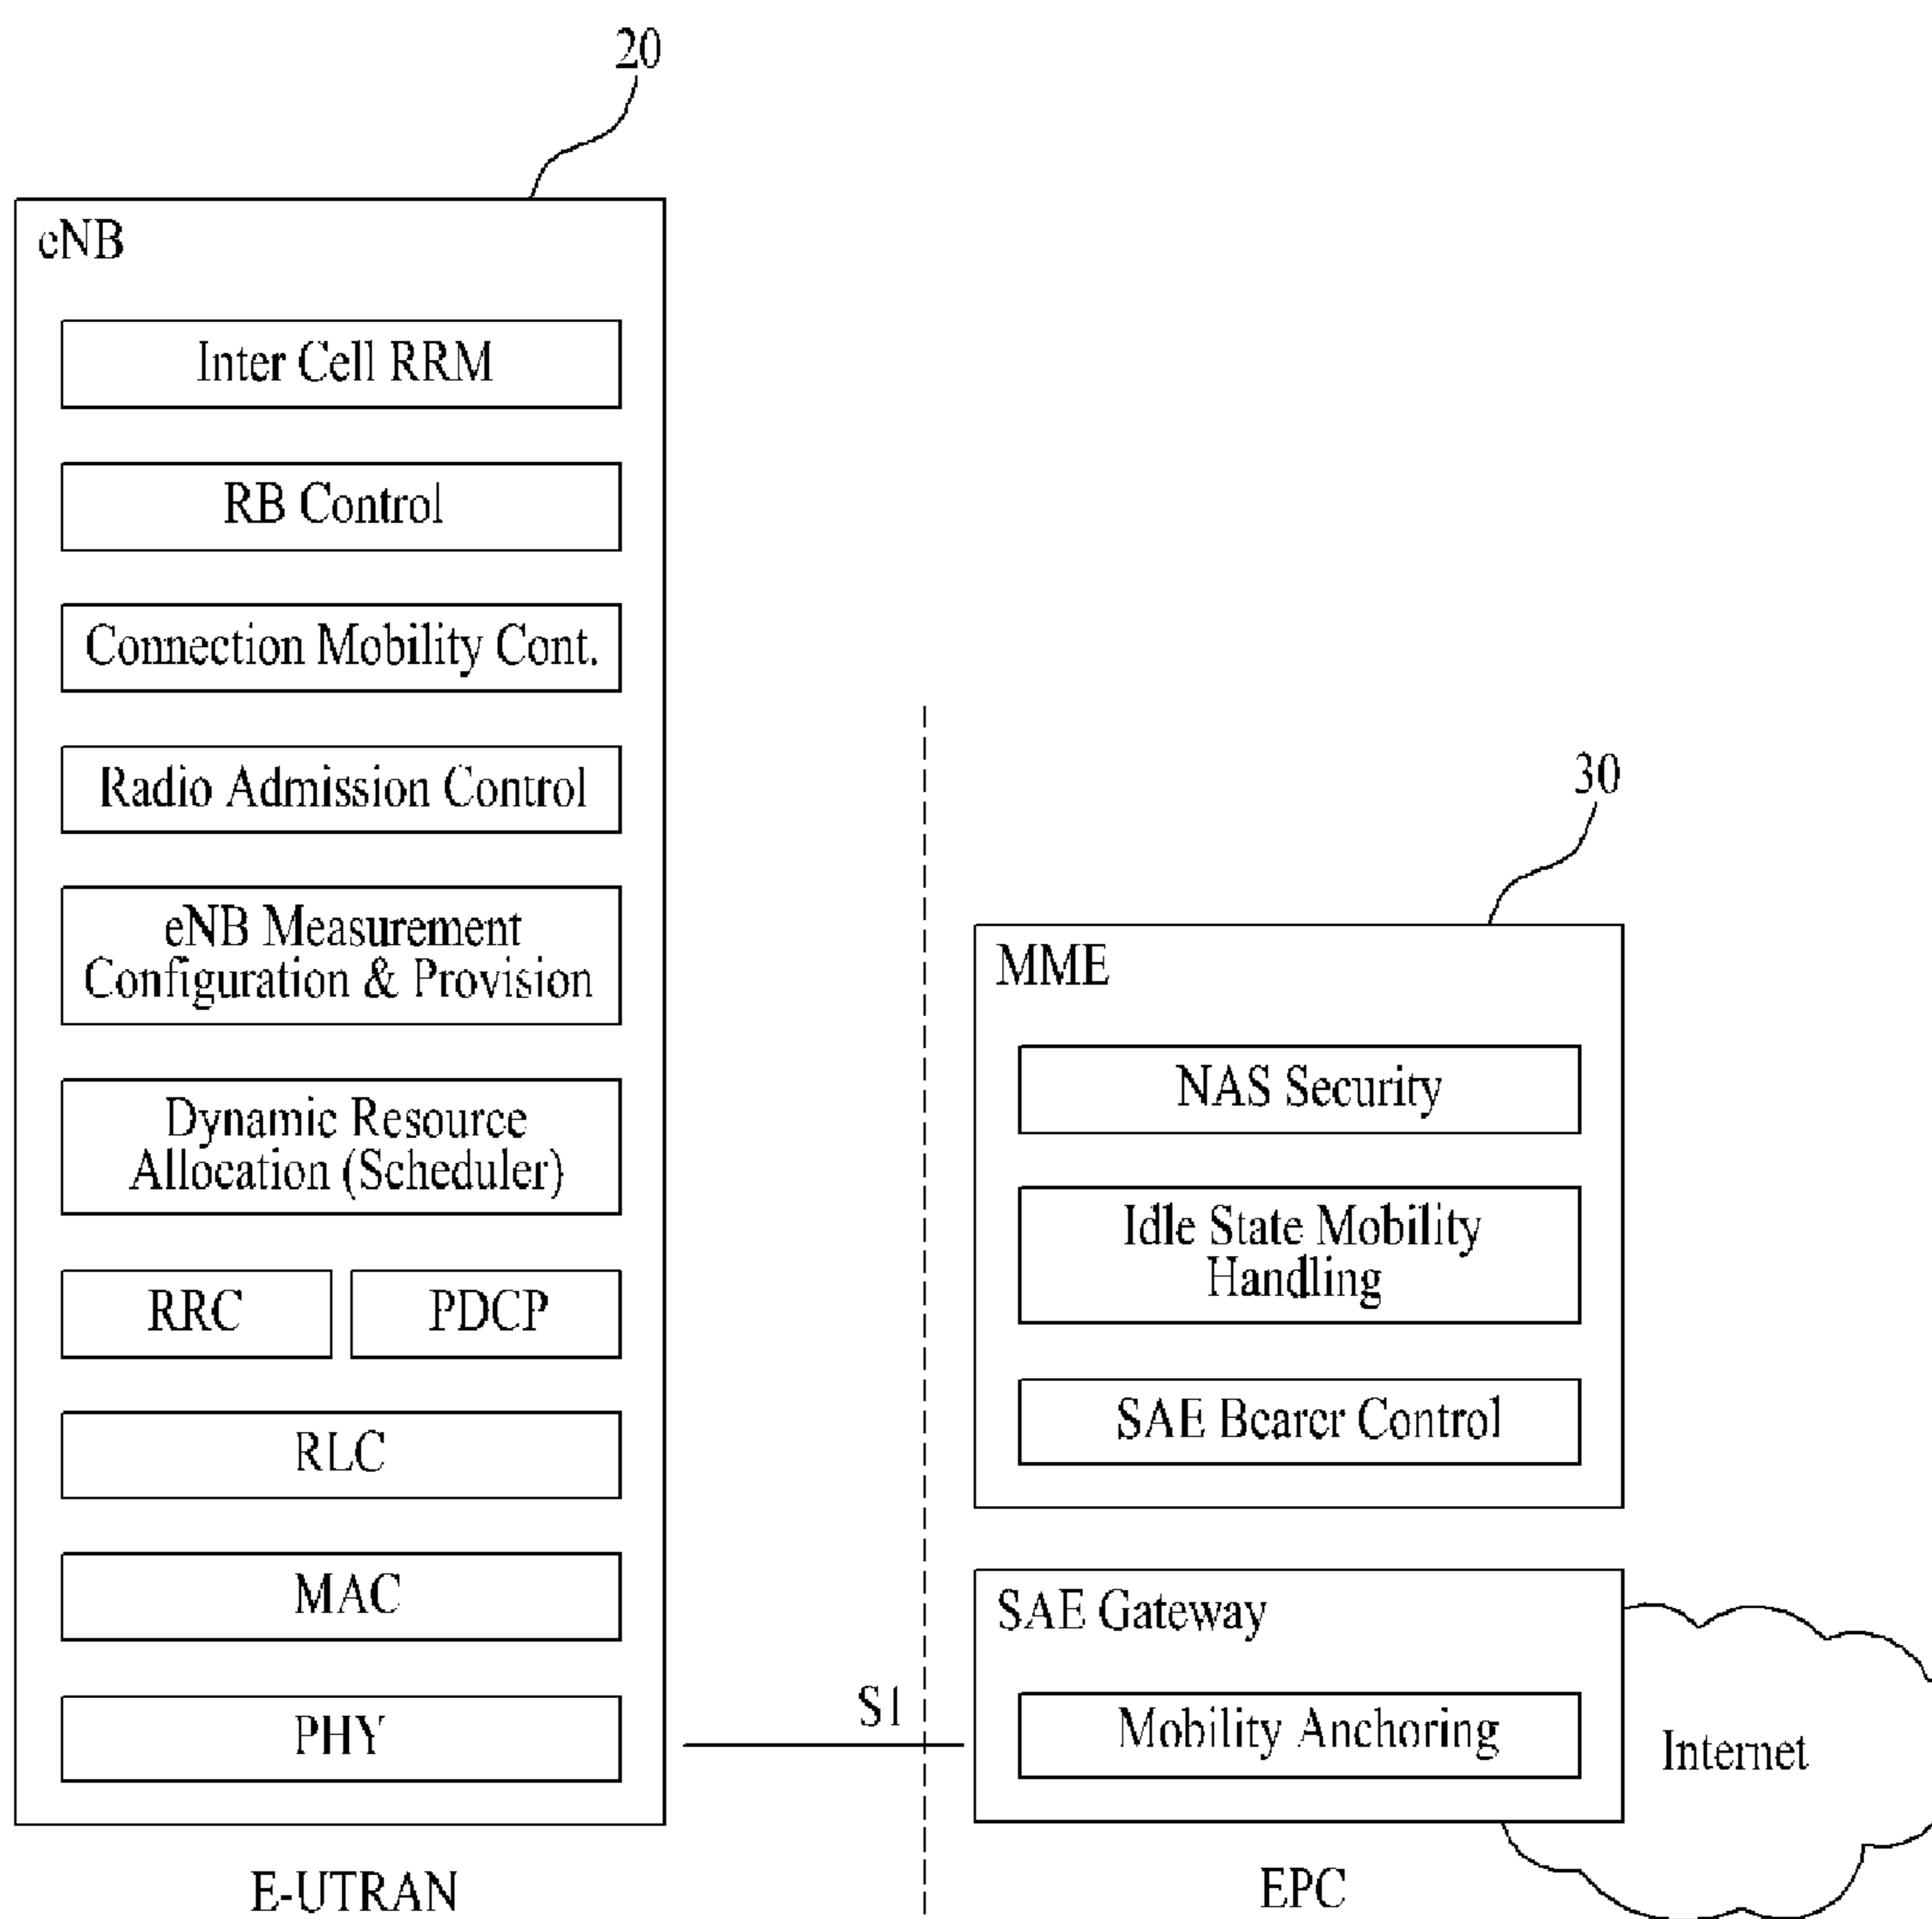 20
eNB
Inter Cell RRM
RB Control
Connection Mobility Cont.
Radio Admission Control
eNB Measurement
Configuration & Provision
Dynamic Resource
Allocation (Scheduler)
RRC
PDCP
RLC
MAC
PHY
E-UTRAN
S1
30
MME
NAS Security
Idle State Mobility
Handling
SAE Bearer Control
SAE Gateway
Mobility Anchoring
Internet
EPC